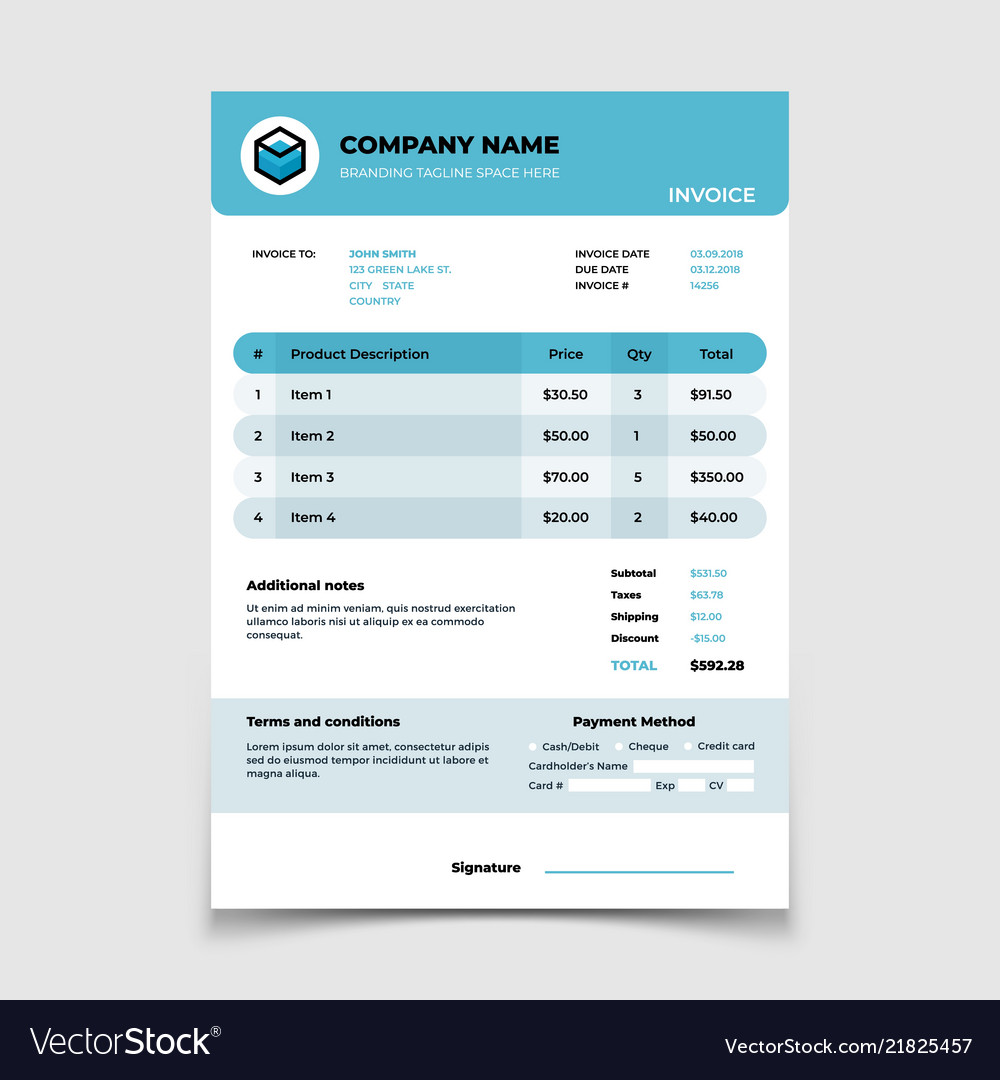 COMPANY NAME
BRANDING TAGLINE SPACE HERE
INVOICE
INVOICE TO:
JOHN SMITH
123 GREEN LAKE ST.
CITY STATE
COUNTRY
INVOICE DATE 03.09.2018
DUE DATE 03.12.2018
INVOICE # 14256
# Product Description Price Qty Total
1 Item 1 $30.50 3 $91.50
2 Item 2 $50.00 1 $50.00
3 Item 3 $70.00 5 $350.00
4 Item 4 $20.00 2 $40.00
Additional notes
Ut enim ad minim veniam, quis nostrud exercitation
ullamco laboris nisi ut aliquip ex ea commodo
consequat.
Subtotal $531.50
Taxes $63.78
Shipping $12.00
Discount -$15.00
TOTAL $592.28
Terms and conditions
Lorem ipsum dolor sit amet, consectetur adipis
sed do eiusmod tempor incididunt ut labore et
magna aliqua.
Payment Method
Cash/Debit Cheque Credit card
Cardholder's Name
Card # Exp CV
Signature
VectorStock®
VectorStock.com/21825457